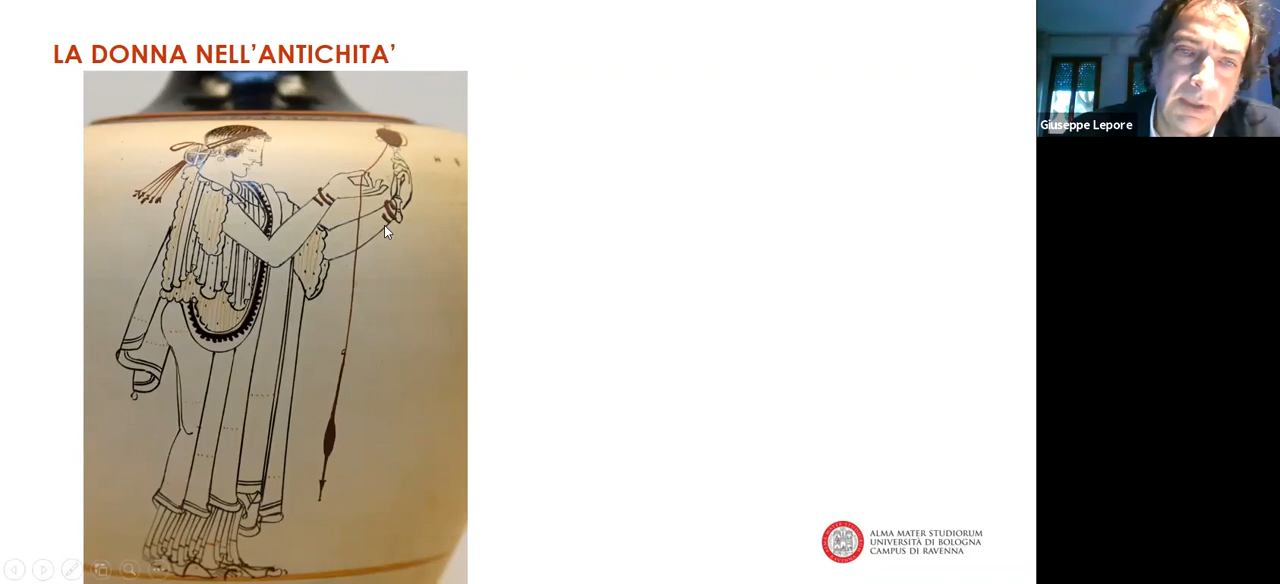 LA DONNA NELL'ANTICHITA'
Giuseppe Lepore
ALMA MATER STUDIORUM
UNIVERSITÀ DI BOLOGNA
CAMPUS DI RAVENNA